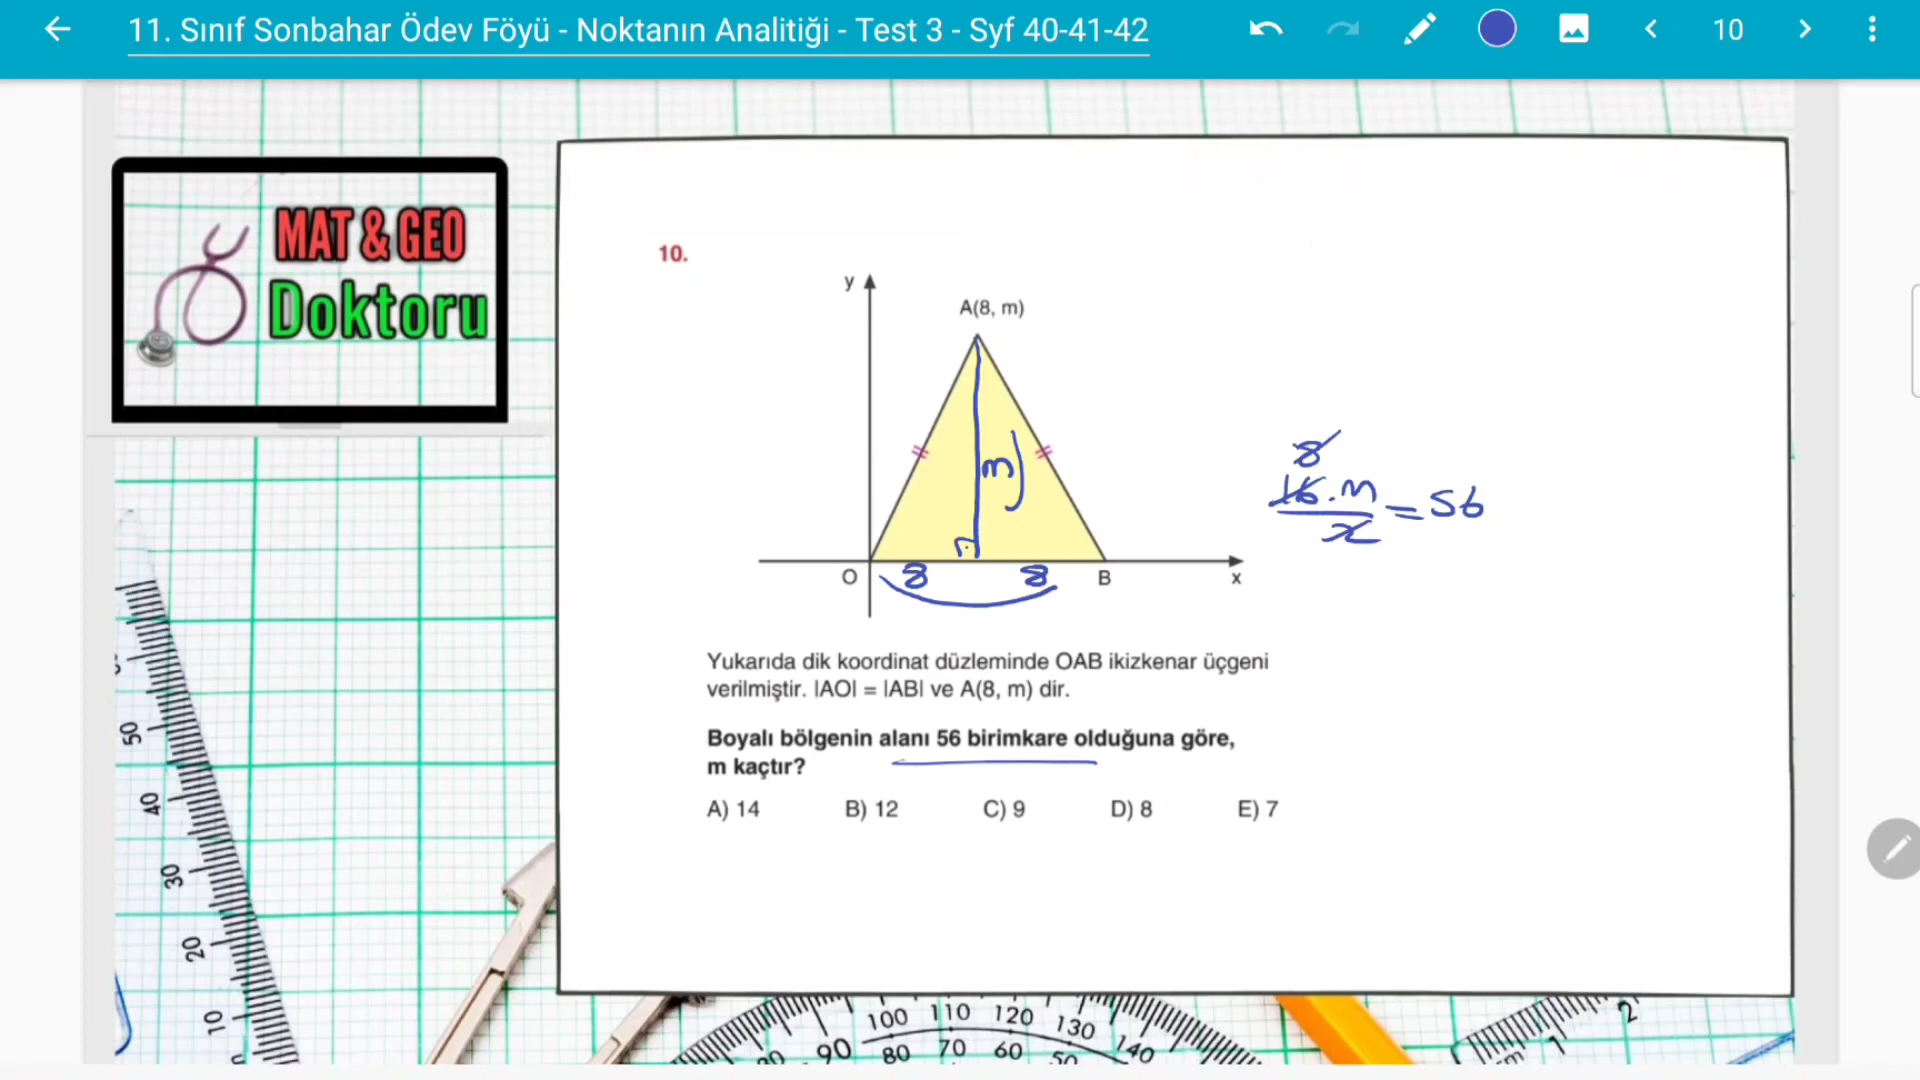 11. Sınıf Sonbahar Ödev Föyü - Noktanın Analitiği - Test 3 - Syf 40-41-42
10
MAT & GEO
Doktoru
10.
y
A(8, m)
m
O
8
8
B
x
8
16.m
2
=56
Yukarıda dik koordinat düzleminde OAB ikizkenar üçgeni
verilmiştir. |AO| = |AB| ve A(8, m) dir.
Boyalı bölgenin alanı 56 birimkare olduğuna göre,
m kaçtır?
A) 14 B) 12 C) 9 D) 8 E) 7
50
40
30
20
10
90 100 110 120 130 140
80 70 60 50
1 2